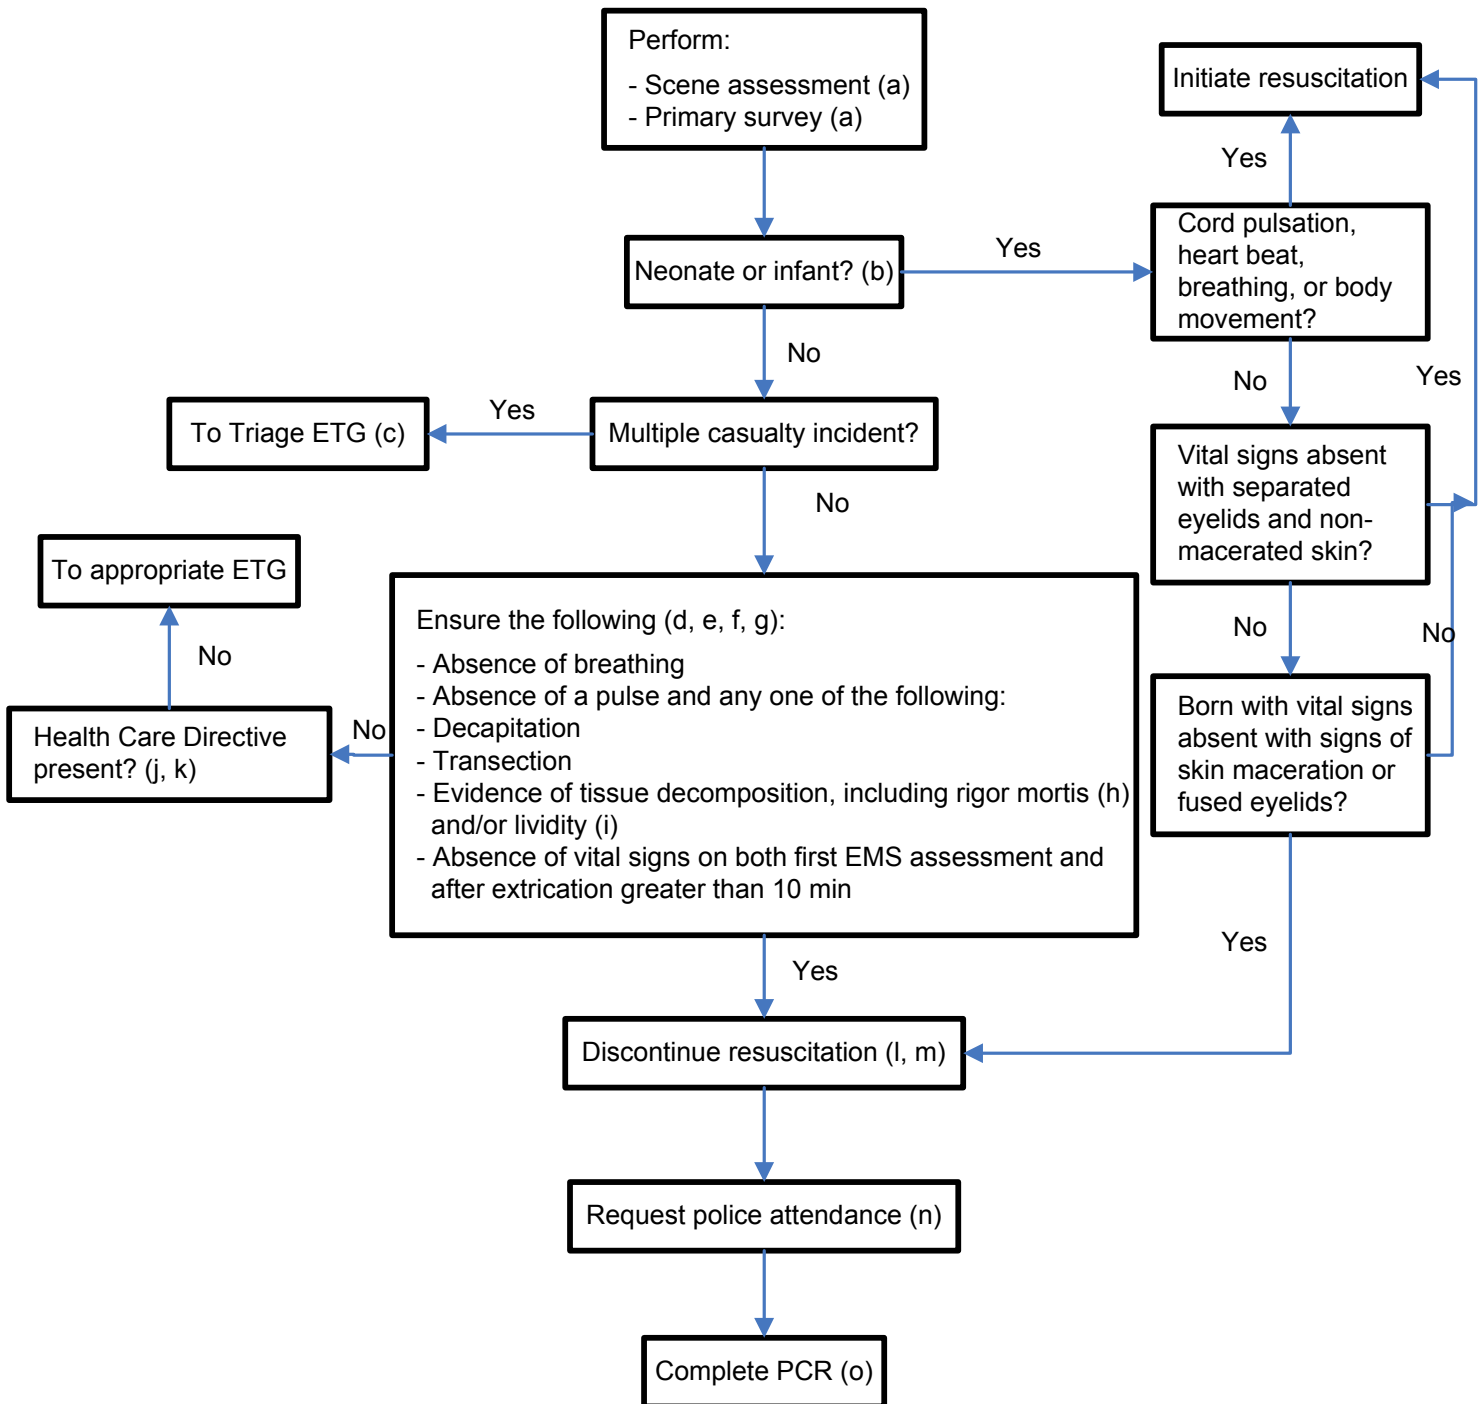 Perform:
- Scene assessment (a)
- Primary survey (a)
Initiate resuscitation
Yes
Neonate or infant? (b)
Yes
Cord pulsation,
heart beat,
breathing, or body
movement?
No
No
Yes
To Triage ETG (c)
Yes
Multiple casualty incident?
Vital signs absent
with separated
eyelids and non-
macerated skin?
No
To appropriate ETG
No
Ensure the following (d, e, f, g):
- Absence of breathing
- Absence of a pulse and any one of the following:
- Decapitation
- Transection
- Evidence of tissue decomposition, including rigor mortis (h)
and/or lividity (i)
- Absence of vital signs on both first EMS assessment and
after extrication greater than 10 min
No
No
Health Care Directive
present? (j, k)
No
Born with vital signs
absent with signs of
skin maceration or
fused eyelids?
Yes
Yes
Discontinue resuscitation (l, m)
Request police attendance (n)
Complete PCR (o)